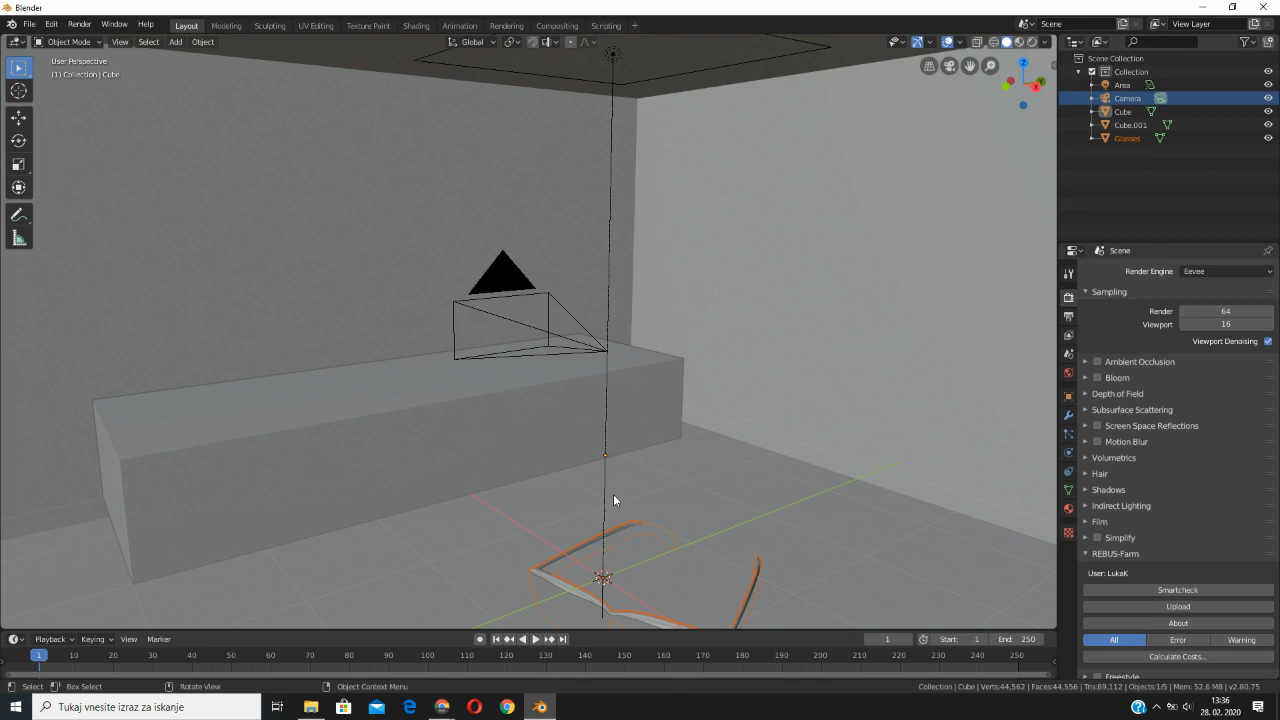 Blender
File Edit Render Window Help
Layout Modeling Sculpting UV Editing Texture Paint Shading Animation Rendering Compositing Scripting +
Scene
View Layer
Object Mode View Select Add Object
Global
User Perspective
(1) Collection | Cube
Z
X
Y
Scene Collection
Collection
Area
Camera
Cube
Cube.001
Glasses
Scene
Render Engine Eevee
Sampling
Render 64
Viewport 16
Viewport Denoising
Ambient Occlusion
Bloom
Depth of Field
Subsurface Scattering
Screen Space Reflections
Motion Blur
Volumetrics
Hair
Shadows
Indirect Lighting
Film
Simplify
REBUS-Farm
User: LukaK
Smartcheck
Upload
About
All Error Warning
Calculate Costs...
Freestyle
Playback Keying View Marker
1 Start: 1 End: 250
1 10 20 30 40 50 60 70 80 90 100 110 120 130 140 150 160 170 180 190 200 210 220 230 240 250
Select Box Select Rotate View Object Context Menu
Collection | Cube | Verts:44,562 | Faces:44,556 | Tris:89,112 | Objects:1/5 | Mem: 52.6 MB | v2.80.75
Tukaj vnesite izraz za iskanje
13:36
28. 02. 2020